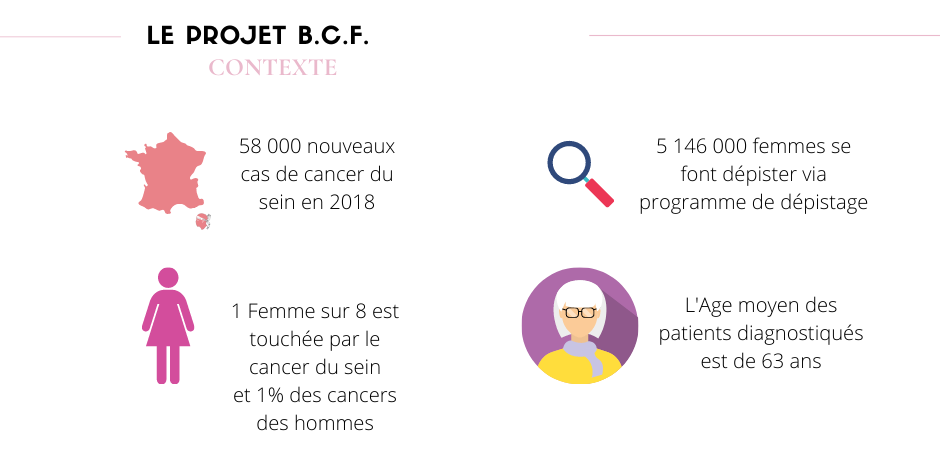 LE PROJET B.C.F.
CONTEXTE
58 000 nouveaux
cas de cancer du
sein en 2018
5 146 000 femmes se
font dépister via
programme de dépistage
1 Femme sur 8 est
touchée par le
cancer du sein
et 1% des cancers
des hommes
L'Age moyen des
patients diagnostiqués
est de 63 ans